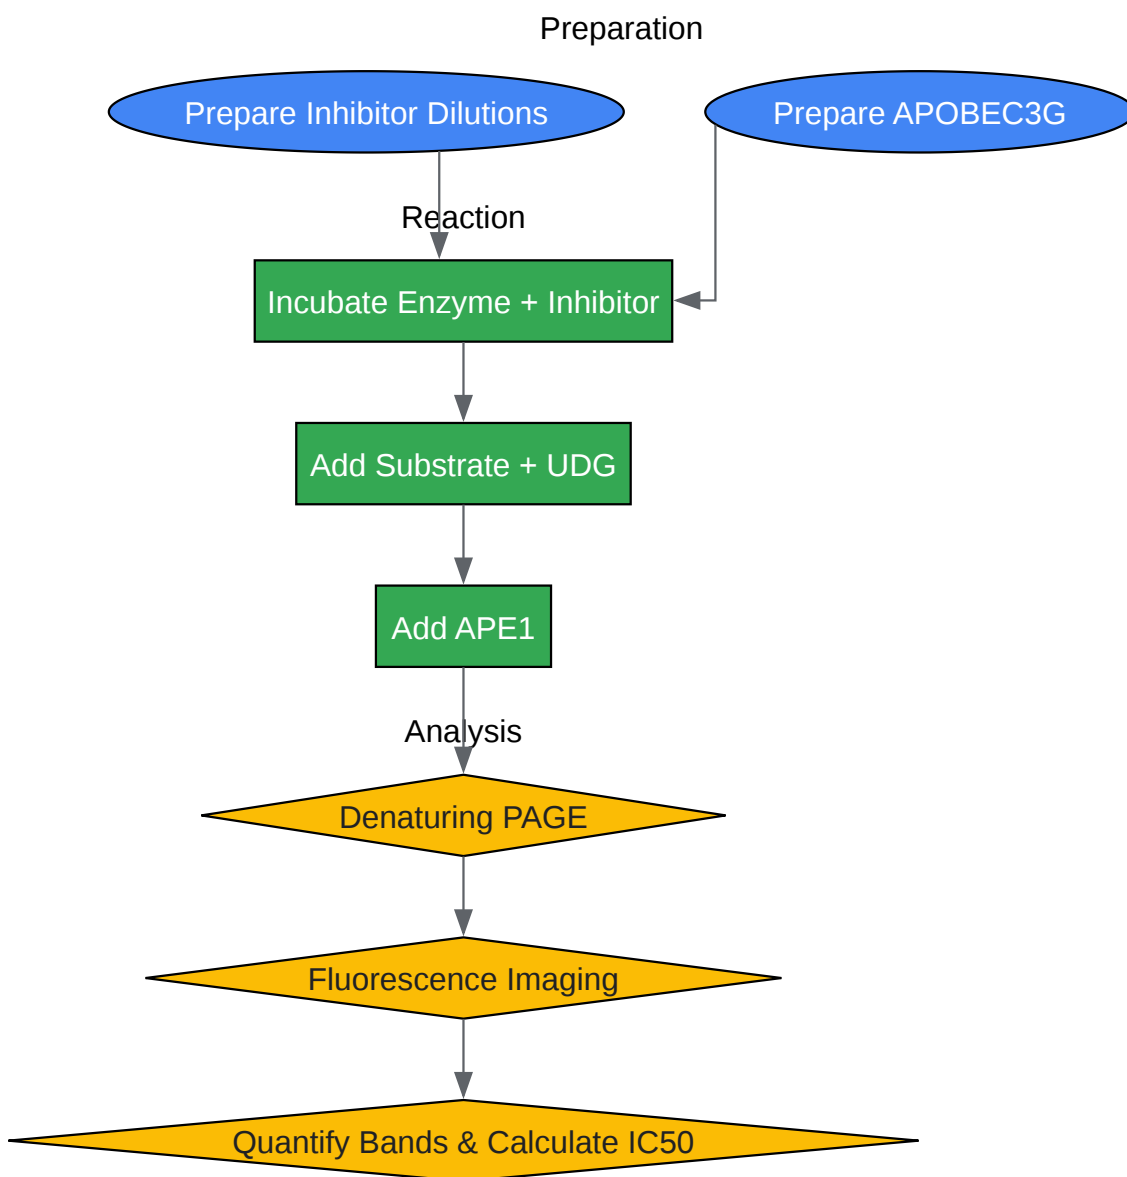 Preparation
Prepare Inhibitor Dilutions
Prepare APOBEC3G
Reaction
Incubate Enzyme + Inhibitor
Add Substrate + UDG
Add APE1
Analysis
Denaturing PAGE
Fluorescence Imaging
Quantify Bands & Calculate IC50